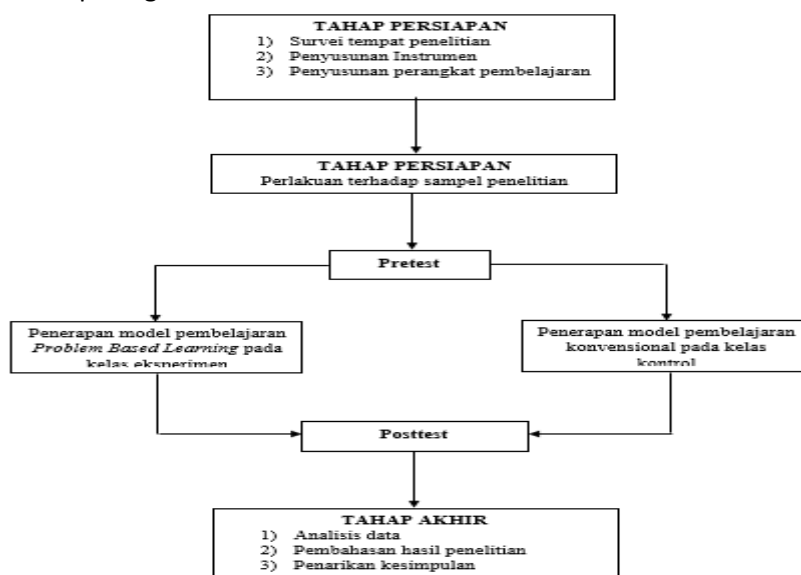 TAHAP PERSIAPAN
1) Survei tempat penelitian
2) Penyusunan Instrumen
3) Penyusunan perangkat pembelajaran
TAHAP PERSIAPAN
Perlakuan terhadap sampel penelitian
Pretest
Penerapan model pembelajaran
Problem Based Learning pada
kelas eksperimen
Penerapan model pembelajaran
konvensional pada kelas
kontrol
Posttest
TAHAP AKHIR
1) Analisis data
2) Pembahasan hasil penelitian
3) Penarikan kesimpulan